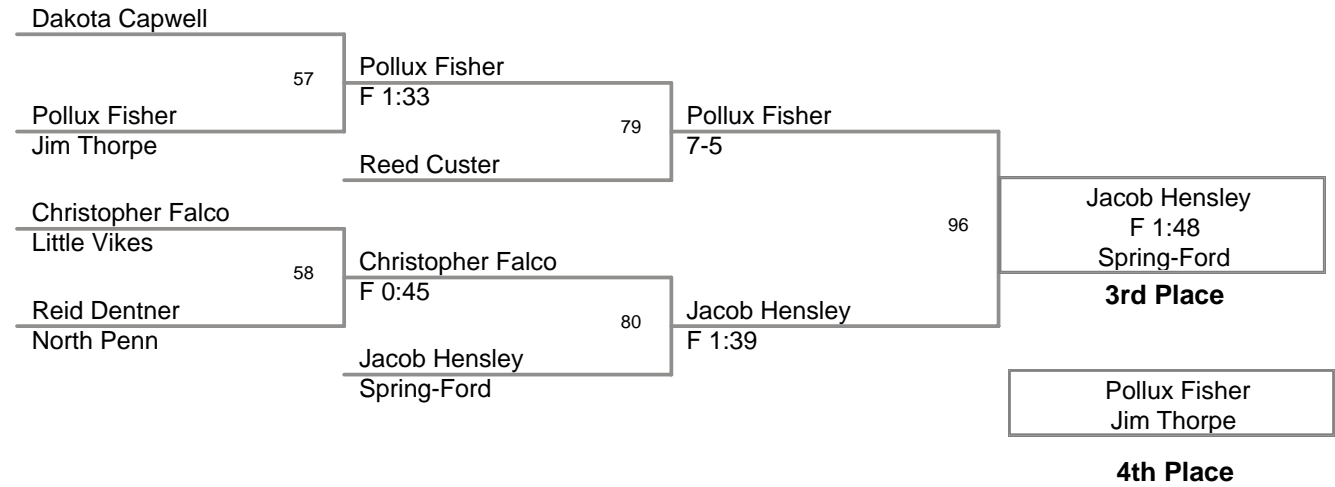 Dakota Capwell
57
Pollux Fisher
Jim Thorpe
Pollux Fisher
F 1:33
79
Reed Custer
Pollux Fisher
7-5
Christopher Falco
Little Vikes
58
Reid Dentner
North Penn
Christopher Falco
F 0:45
80
Jacob Hensley
Spring-Ford
Jacob Hensley
F 1:39
96
Jacob Hensley
F 1:48
Spring-Ford
3rd Place
Pollux Fisher
Jim Thorpe
4th Place